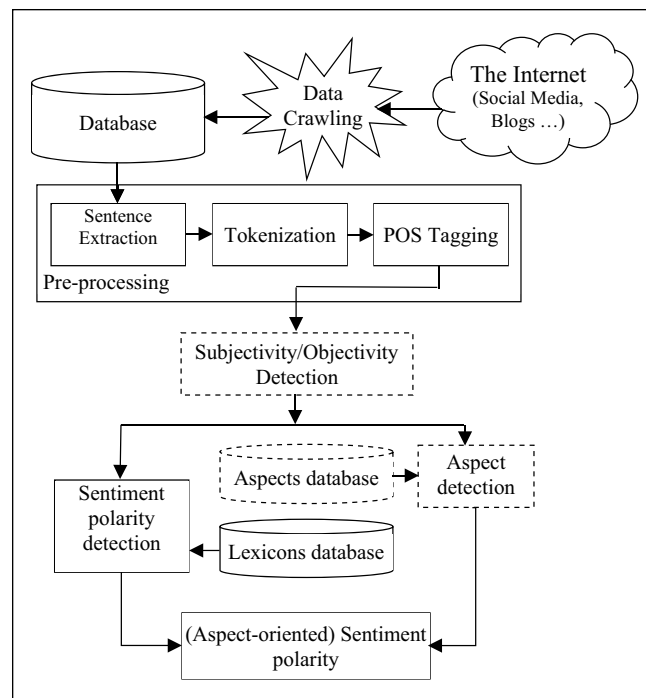 The Internet
(Social Media,
Blogs …)
Data
Crawling
Database
Sentence
Extraction
Tokenization
POS Tagging
Pre-processing
Subjectivity/Objectivity
Detection
Aspects database
Aspect
detection
Sentiment
polarity
detection
Lexicons database
(Aspect-oriented) Sentiment
polarity